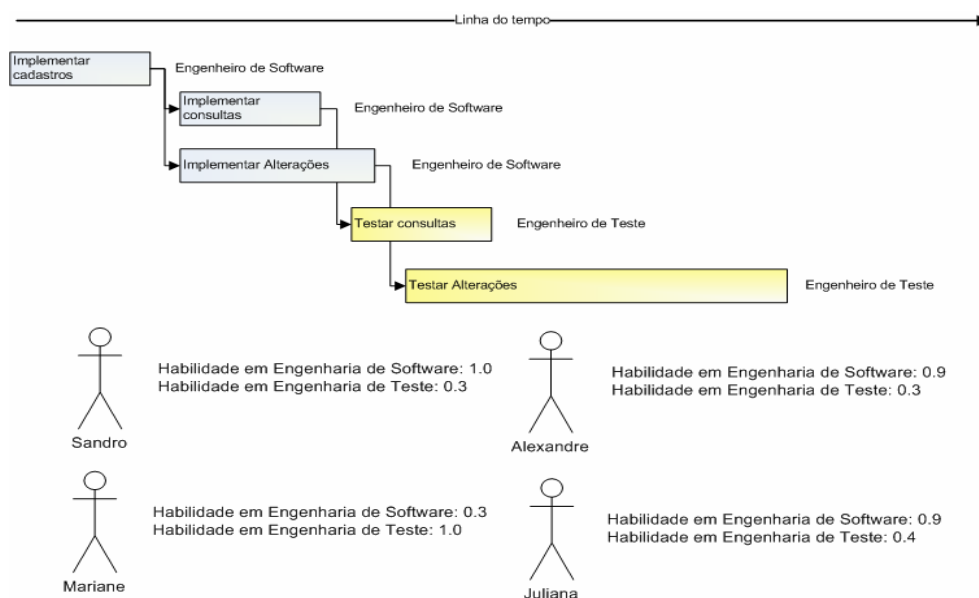 Linha do tempo
Implementar
cadastros
Engenheiro de Software
Implementar
consultas
Engenheiro de Software
Implementar Alterações
Engenheiro de Software
Testar consultas
Engenheiro de Teste
Testar Alterações
Engenheiro de Teste
Habilidade em Engenharia de Software: 1.0
Habilidade em Engenharia de Teste: 0.3
Sandro
Habilidade em Engenharia de Software: 0.9
Habilidade em Engenharia de Teste: 0.3
Alexandre
Habilidade em Engenharia de Software: 0.3
Habilidade em Engenharia de Teste: 1.0
Mariane
Habilidade em Engenharia de Software: 0.9
Habilidade em Engenharia de Teste: 0.4
Juliana